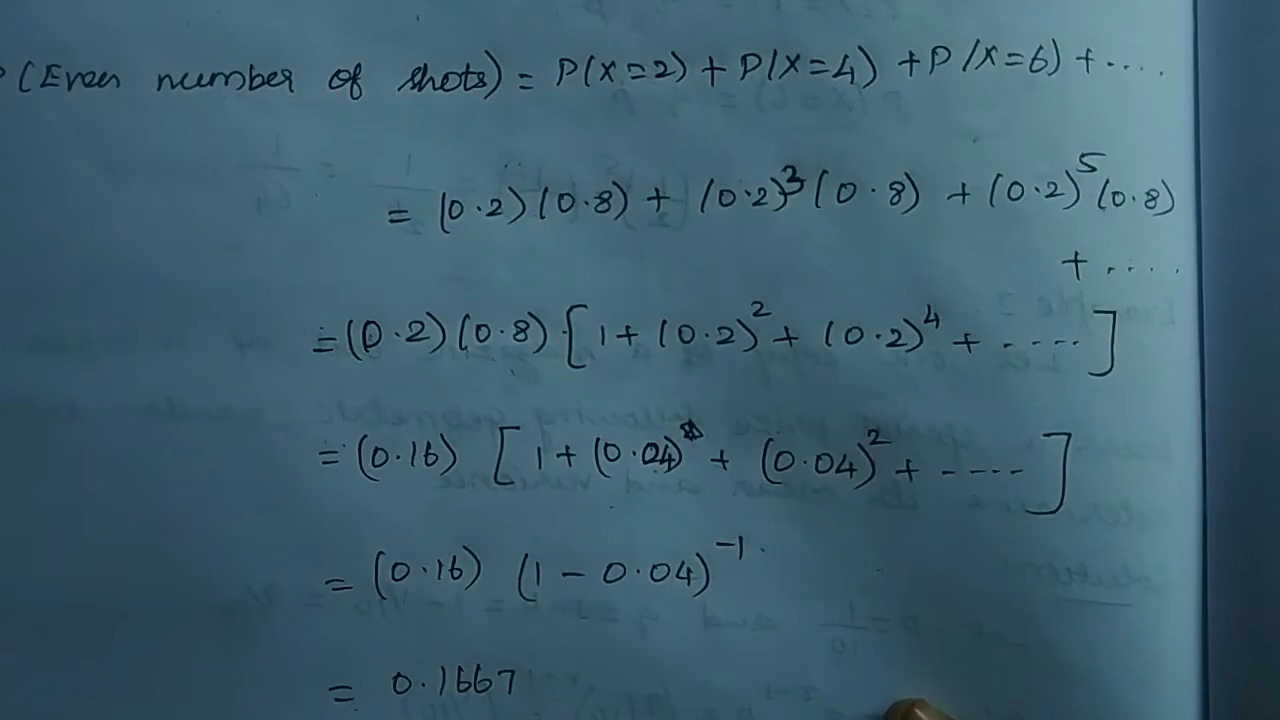 P(Even number of shots) = P(X=2) + P(X=4) + P(X=6) + ....
= (0.2)(0.8) + (0.2)³(0.8) + (0.2)⁵(0.8)
+ ....
= (0.2)(0.8) [1 + (0.2)² + (0.2)⁴ + ....]
= (0.16) [1 + (0.04) + (0.04)² + ....]
= (0.16) (1 - 0.04)⁻¹.
= 0.1667